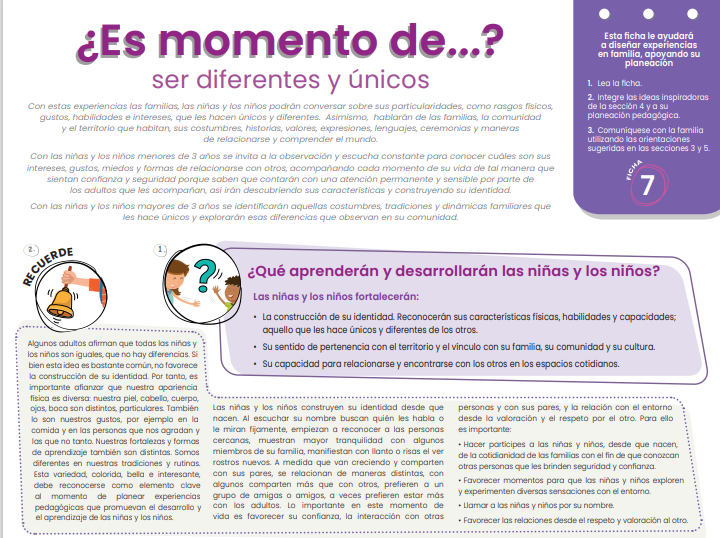 ¿Es momento de...?
ser diferentes y únicos
Con estas experiencias las familias, las niñas y los niños podrán conversar sobre sus particularidades, como rasgos físicos,
gustos, habilidades e intereses, que les hacen únicos y diferentes. Asimismo, hablarán de las familias, la comunidad
y el territorio que habitan, sus costumbres, historias, valores, expresiones, lenguajes, ceremonias y maneras
de relacionarse y comprender el mundo.
Con las niñas y los niños menores de 3 años se invita a la observación y escucha constante para conocer cuáles son sus
intereses, gustos, miedos y formas de relacionarse con otros, acompañando cada momento de su vida de tal manera que
sientan confianza y seguridad porque saben que contarán con una atención permanente y sensible por parte de
los adultos que les acompañan, así irán descubriendo sus características y construyendo su identidad.
Con las niñas y los niños mayores de 3 años se identificarán aquellas costumbres, tradiciones y dinámicas familiares que
les hace únicos y explorarán esas diferencias que observan en su comunidad.
Esta ficha le ayudará
a diseñar experiencias
en familia, apoyando su
planeación
1. Lea la ficha.
2. Integre las ideas inspiradoras
de la sección 4 y a su
planeación pedagógica.
3. Comuníquese con la familia
utilizando las orientaciones
sugeridas en las secciones 3 y 5.
FICHA
7
2.
RECUERDE
Algunos adultos afirman que todas las niñas y
los niños son iguales, que no hay diferencias. Si
bien esta idea es bastante común, no favorece
la construcción de su identidad. Por tanto, es
importante afianzar que nuestra apariencia
física es diversa: nuestra piel, cabello, cuerpo,
ojos, boca son distintos, particulares. También
lo son nuestros gustos, por ejemplo en la
comida y en las personas que nos agradan y
las que no tanto. Nuestras fortalezas y formas
de aprendizaje también son distintas. Somos
diferentes en nuestras tradiciones y rutinas.
Esta variedad, colorida, bella e interesante,
debe reconocerse como elemento clave
al momento de planear experiencias
pedagógicas que promuevan el desarrollo y
el aprendizaje de las niñas y los niños.
1.
¿Qué aprenderán y desarrollarán las niñas y los niños?
Las niñas y los niños fortalecerán:
• La construcción de su identidad. Reconocerán sus características físicas, habilidades y capacidades;
aquello que les hace únicos y diferentes de los otros.
• Su sentido de pertenencia con el territorio y el vínculo con su familia, su comunidad y su cultura.
• Su capacidad para relacionarse y encontrarse con los otros en los espacios cotidianos.
Las niñas y los niños construyen su identidad desde que
nacen. Al escuchar su nombre buscan quién les habla o
le miran fijamente, empiezan a reconocer a las personas
cercanas, muestran mayor tranquilidad con algunos
miembros de su familia, manifiestan con llanto o risas el ver
rostros nuevos. A medida que van creciendo y comparten
con sus pares, se relacionan de maneras distintas, con
algunos comparten más que con otros, prefieren a un
grupo de amigas o amigos, a veces prefieren estar más
con los adultos. Lo importante en este momento de
vida es favorecer su confianza, la interacción con otras
personas y con sus pares, y la relación con el entorno
desde la valoración y el respeto por el otro. Para ello
es importante:
• Hacer partícipes a las niñas y niños, desde que nacen,
de la cotidianidad de las familias con el fin de que conozcan
otras personas que les brinden seguridad y confianza.
• Favorecer momentos para que las niñas y niños exploren
y experimenten diversas sensaciones con el entorno.
• Llamar a las niñas y niños por su nombre.
• Favorecer las relaciones desde el respeto y valoración al otro.